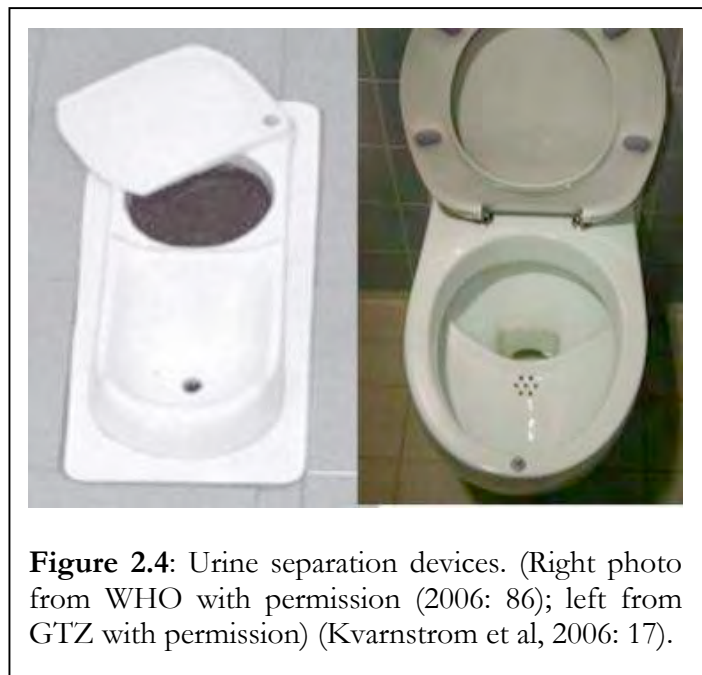 Figure 2.4: Urine separation devices. (Right photo
from WHO with permission (2006: 86); left from
GTZ with permission) (Kvarnstrom et al, 2006: 17).